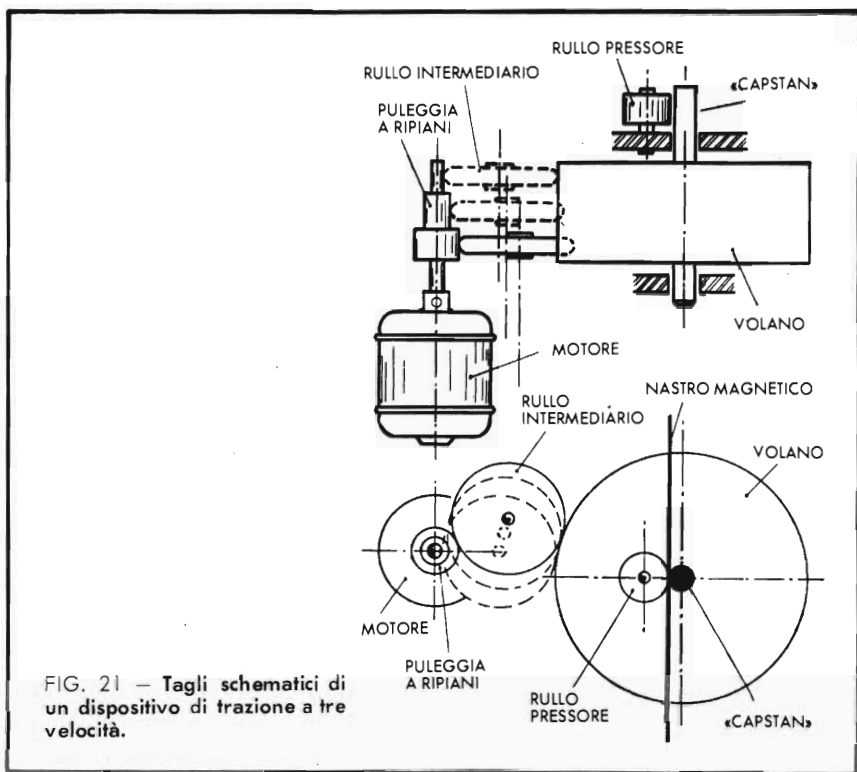 RULLO PRESSORE
RULLO INTERMEDIARIO
«CAPSTAN»
PULEGGIA
A RIPIANI
VOLANO
MOTORE
NASTRO MAGNETICO
RULLO
INTERMEDIÁRIO
VOLANO
MOTORE
PULEGGIA
A RIPIANI
RULLO
PRESSORE
«CAPSTAN»
FIG. 21 — Tagli schematici di
un dispositivo di trazione a tre
velocità.